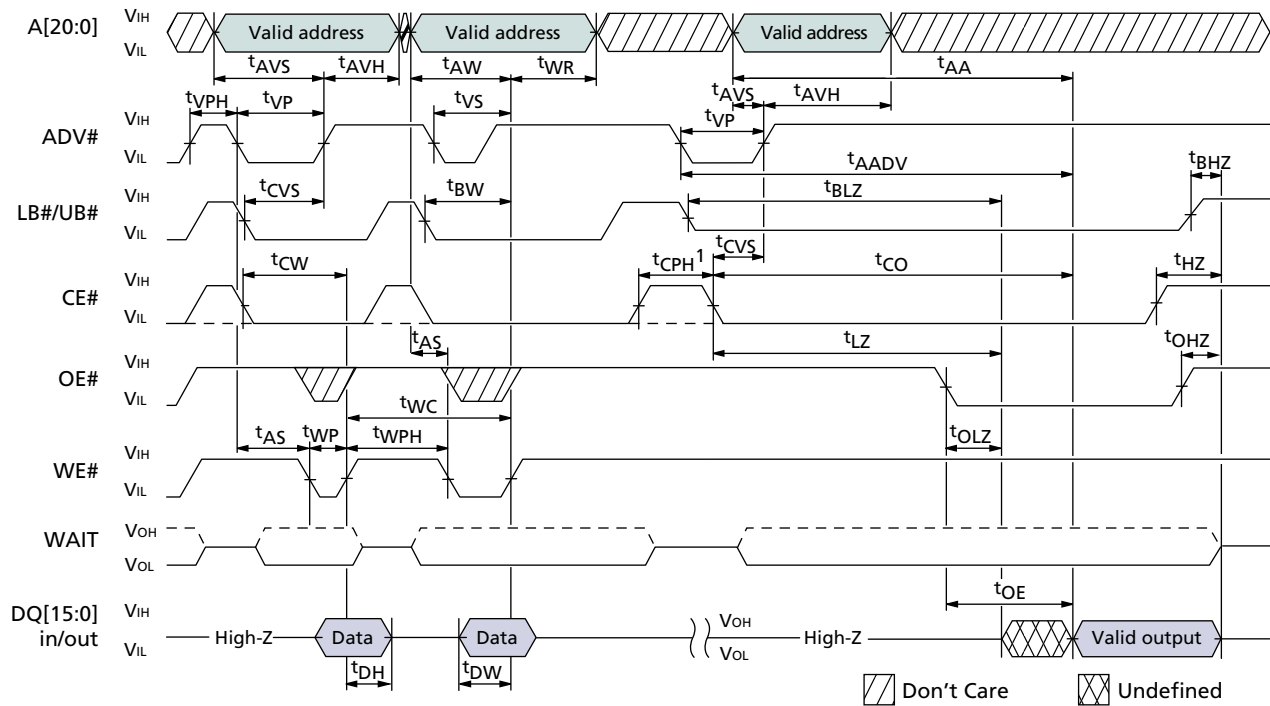 A[20:0] VIH VIL Valid address Valid address Valid address
tAVS tAVH tAW tWR tAA
tVPH tVP tVS tAVS tAVH
ADV# VIH VIL tVP
tAADV tBHZ
LB#/UB# VIH VIL tCVS tBW tBLZ
tCVS
CE# VIH VIL tCW tCPH1 tCO tHZ
tAS tLZ tOHZ
OE# VIH VIL
tWC
tAS tWP tWPH tOLZ
WE# VIH VIL
WAIT VOH VOL
tOE
DQ[15:0] in/out VIH VIL High-Z Data Data VOH VOL High-Z Valid output
tDH tDW
Don't Care Undefined